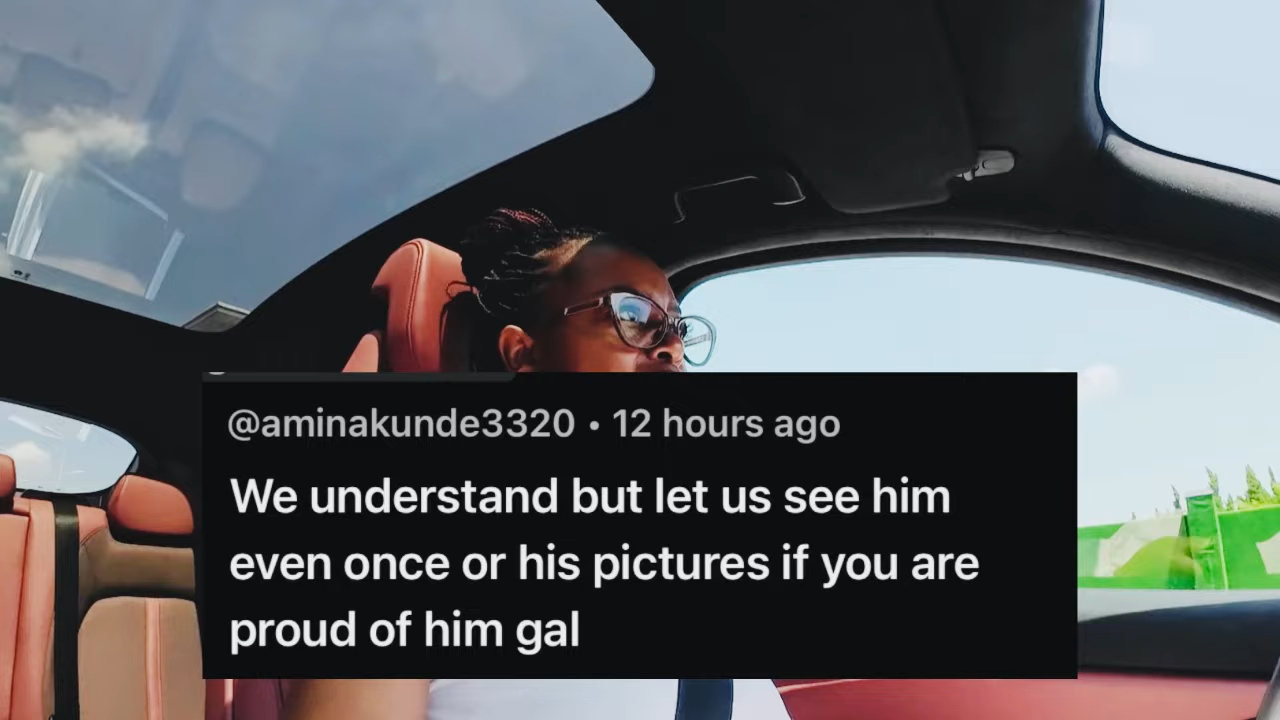 @aminakunde3320 • 12 hours ago
We understand but let us see him
even once or his pictures if you are
proud of him gal